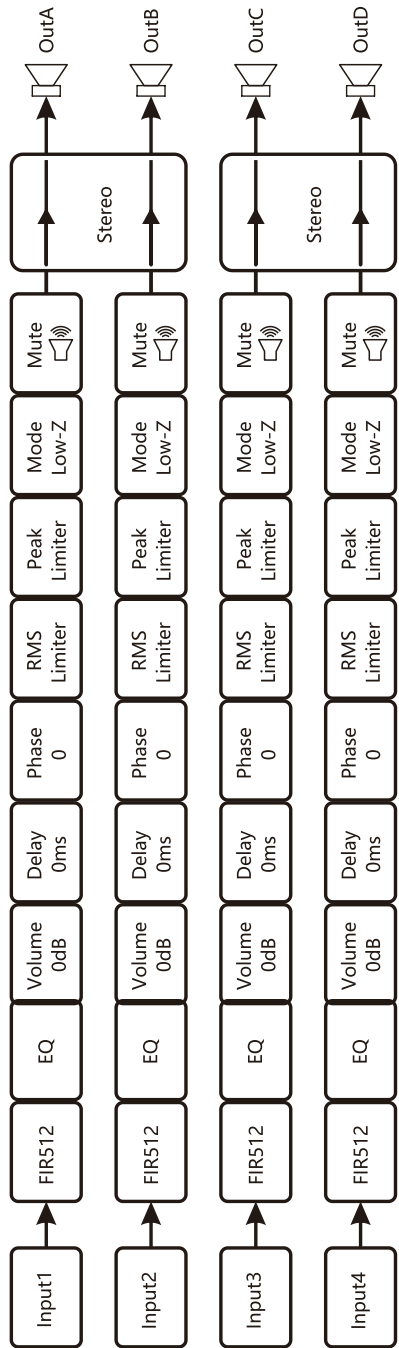 Input1
FIR512
EQ
Volume
0dB
Delay
0ms
Phase
0
RMS
Limiter
Peak
Limiter
Mode
Low-Z
Mute
OutA
Input2
FIR512
EQ
Volume
0dB
Delay
0ms
Phase
0
RMS
Limiter
Peak
Limiter
Mode
Low-Z
Mute
Stereo
OutB
Input3
FIR512
EQ
Volume
0dB
Delay
0ms
Phase
0
RMS
Limiter
Peak
Limiter
Mode
Low-Z
Mute
OutC
Input4
FIR512
EQ
Volume
0dB
Delay
0ms
Phase
0
RMS
Limiter
Peak
Limiter
Mode
Low-Z
Mute
Stereo
OutD